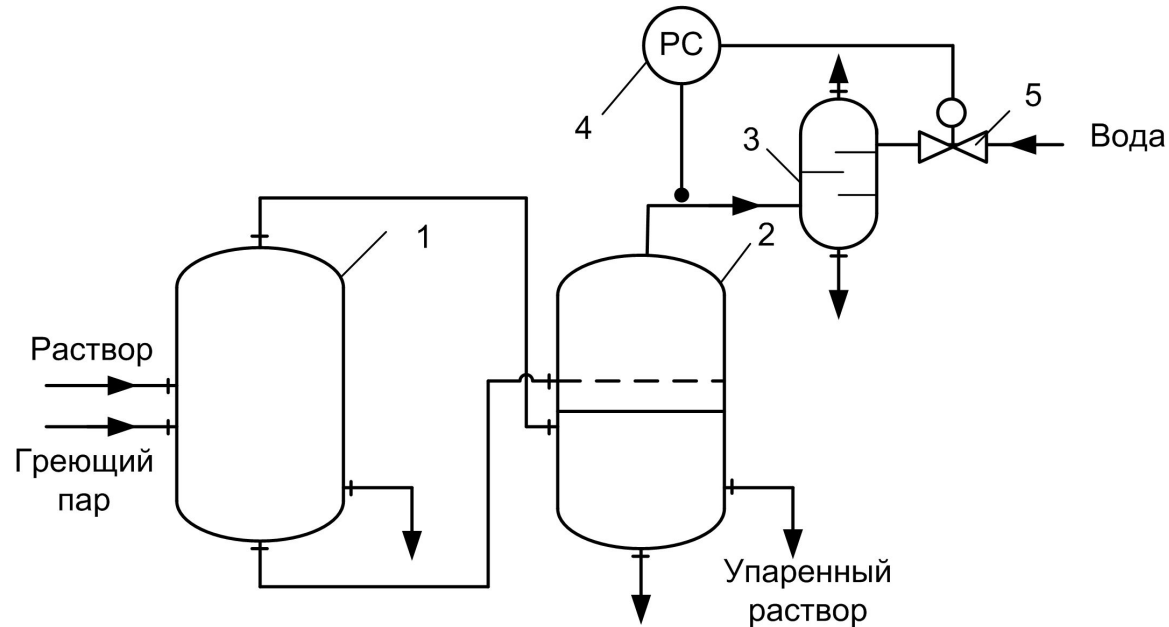 PC
4
3
5
Вода
1
2
Раствор
Греющий
пар
Упаренный
раствор